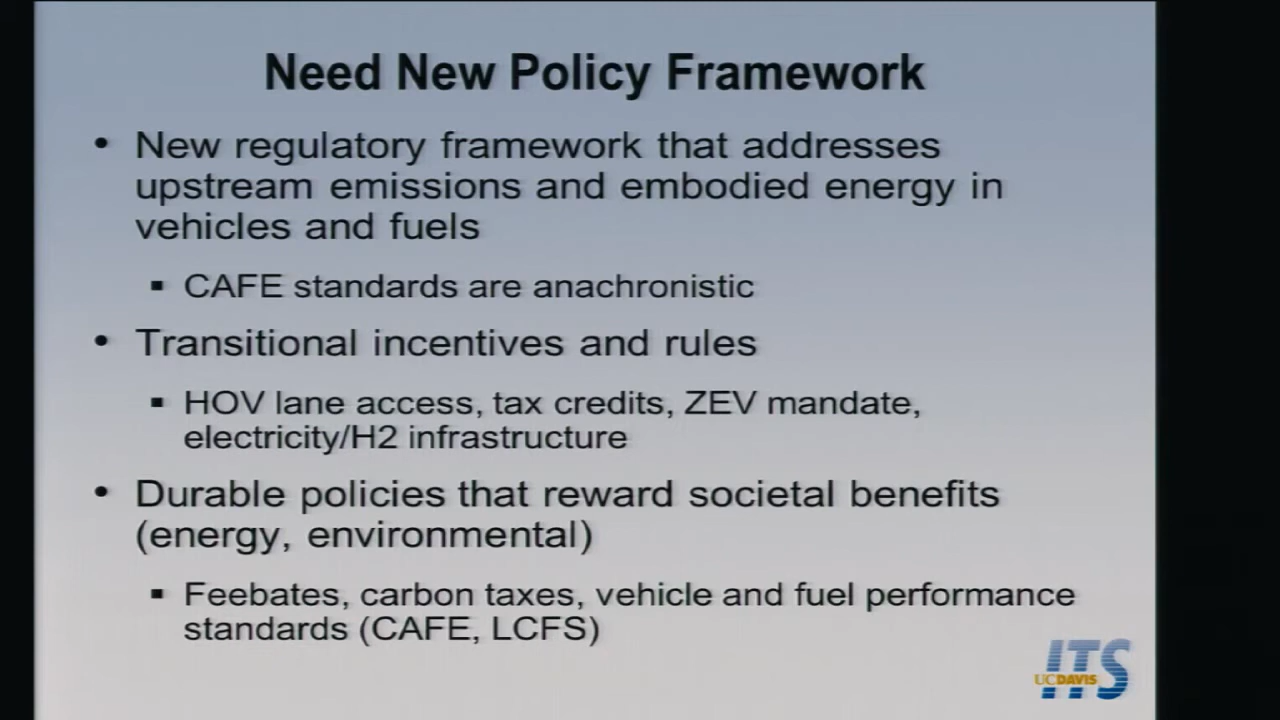 Need New Policy Framework
• New regulatory framework that addresses
upstream emissions and embodied energy in
vehicles and fuels
▪ CAFE standards are anachronistic
• Transitional incentives and rules
▪ HOV lane access, tax credits, ZEV mandate,
electricity/H2 infrastructure
• Durable policies that reward societal benefits
(energy, environmental)
▪ Feebates, carbon taxes, vehicle and fuel performance
standards (CAFE, LCFS)
ITS
UCDAVIS